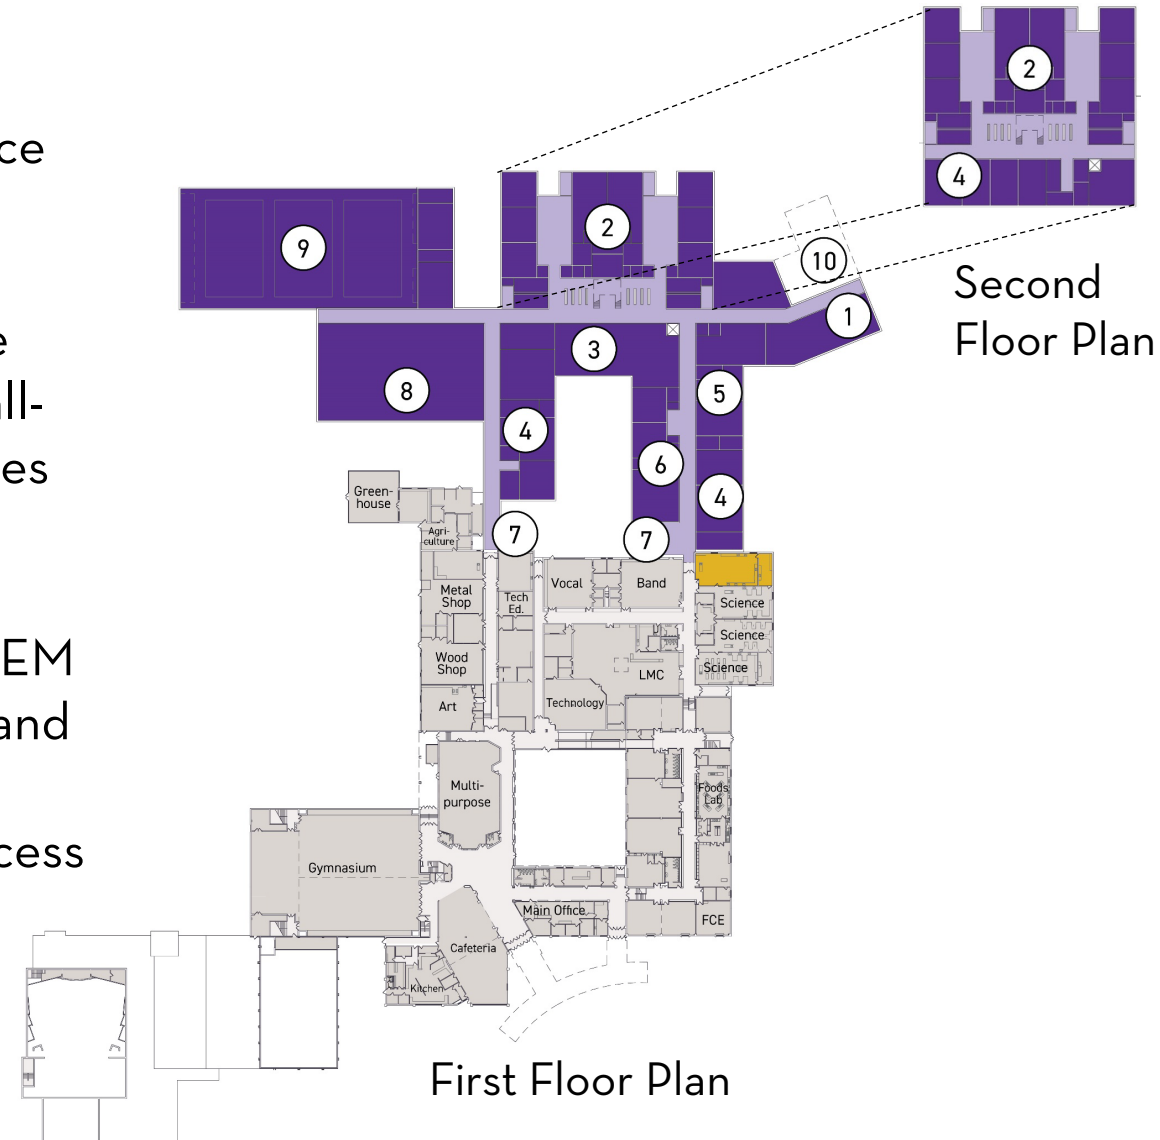 ce
e
all-
es
EM
and
cess
2
4
Second
Floor Plan
9
2
10
1
3
8
5
4
6
4
7
7
Green-
house
Agri-
culture
Metal
Shop
Tech
Ed.
Vocal
Band
Science
Science
Science
Wood
Shop
LMC
Art
Technology
Multi-
purpose
Foods
Lab
Gymnasium
Main Office
FCE
Cafeteria
Kitchen
First Floor Plan